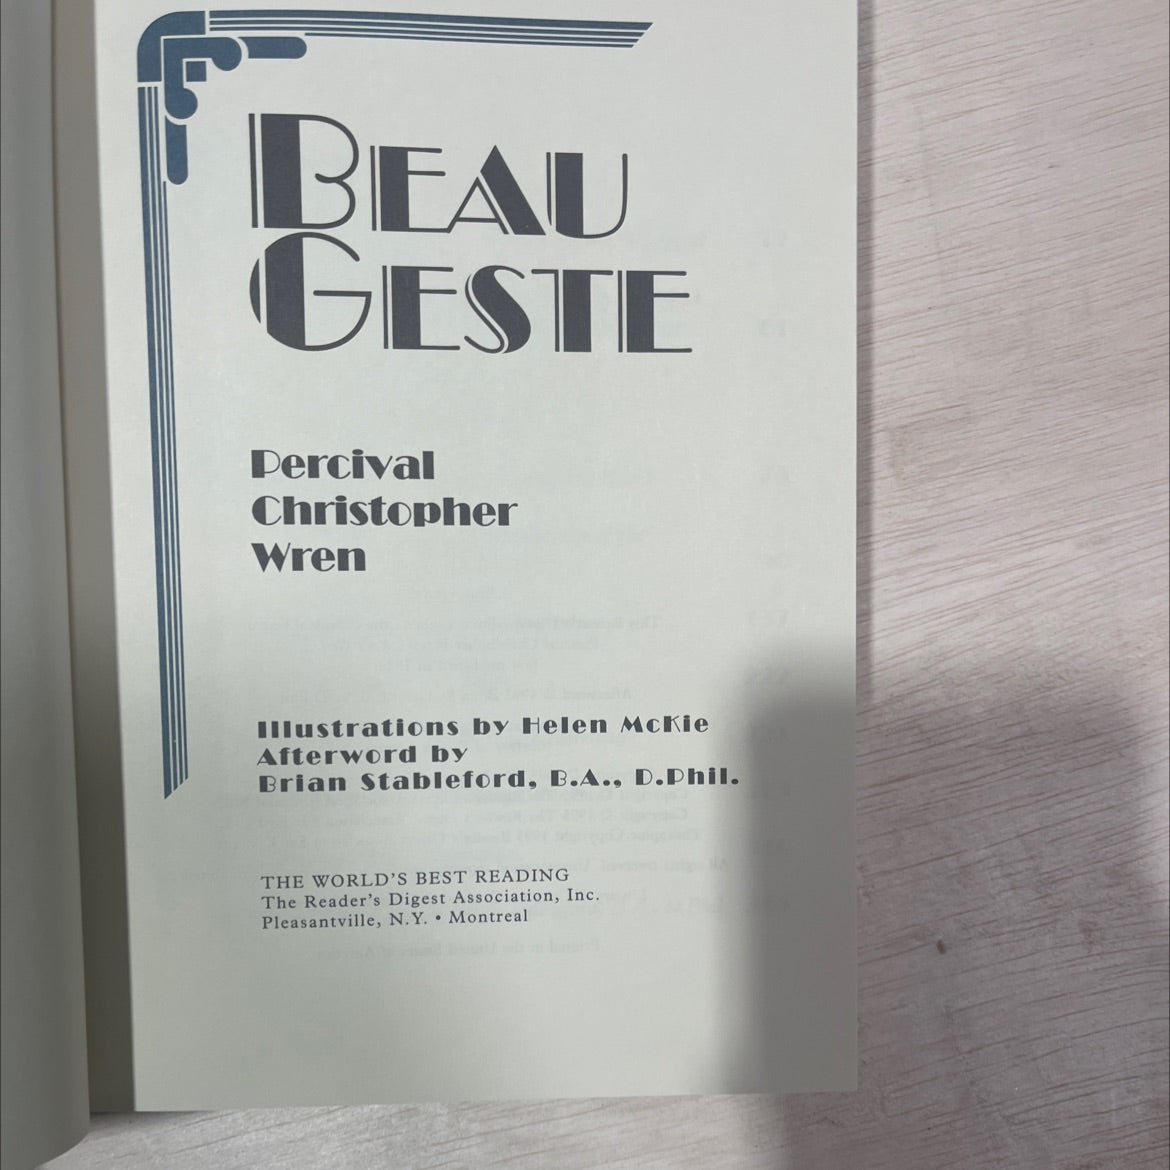 BEAU
GESTE
Percival
Christopher
Wren
Illustrations by Helen McKie
Afterword by
Brian Stableford, B.A., D.Phil.
THE WORLD'S BEST READING
The Reader's Digest Association, Inc.
Pleasantville, N.Y. • Montreal